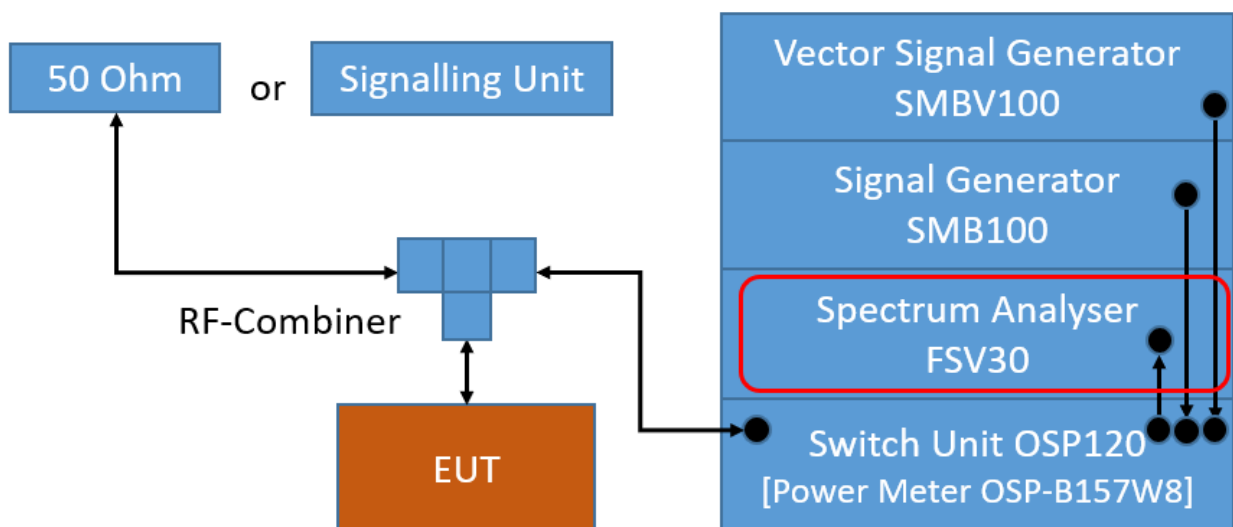 50 Ohm
or
Signalling Unit
RF-Combiner
EUT
Vector Signal Generator
SMBV100
Signal Generator
SMB100
Spectrum Analyser
FSV30
Switch Unit OSP120
[Power Meter OSP-B157W8]